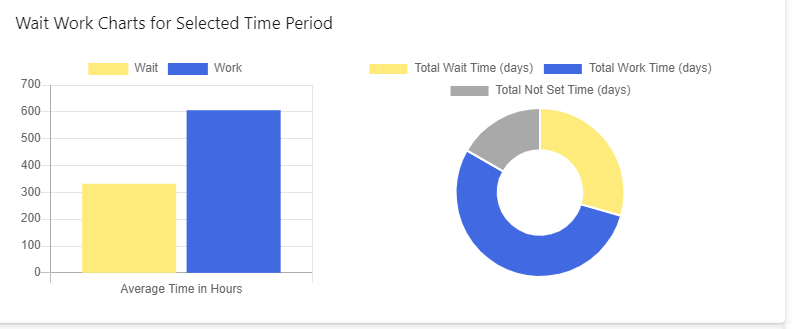 Wait Work Charts for Selected Time Period
Wait Work
700
600
500
400
300
200
100
0
Average Time in Hours
Total Wait Time (days) Total Work Time (days)
Total Not Set Time (days)